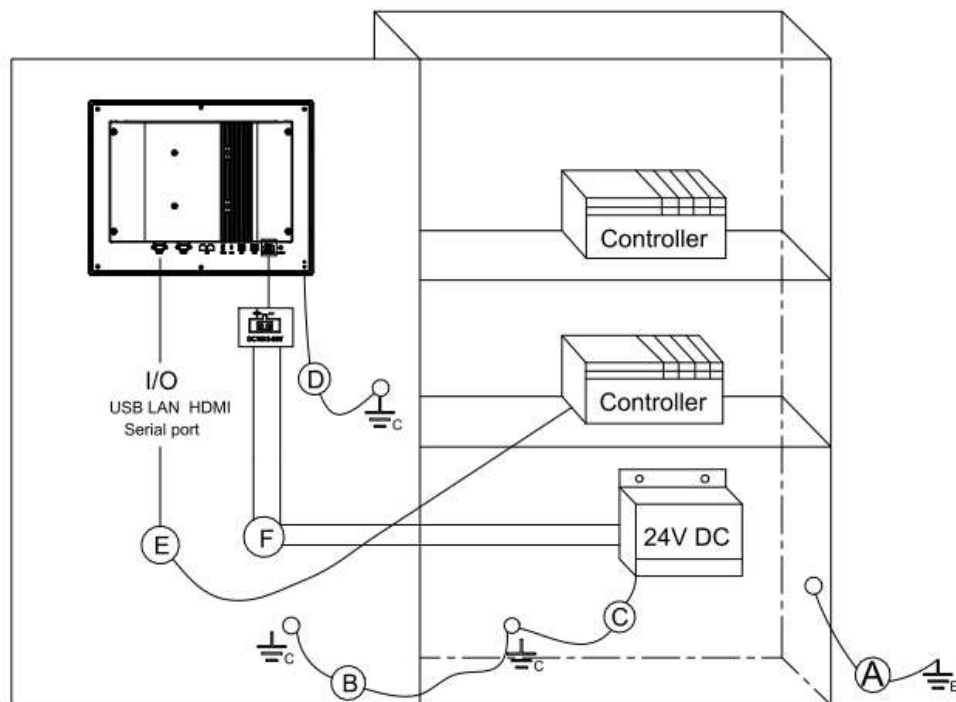 Controller
I/O
USB LAN HDMI
Serial port
D
C
Controller
E
F
24V DC
C
C
C
B
A
E